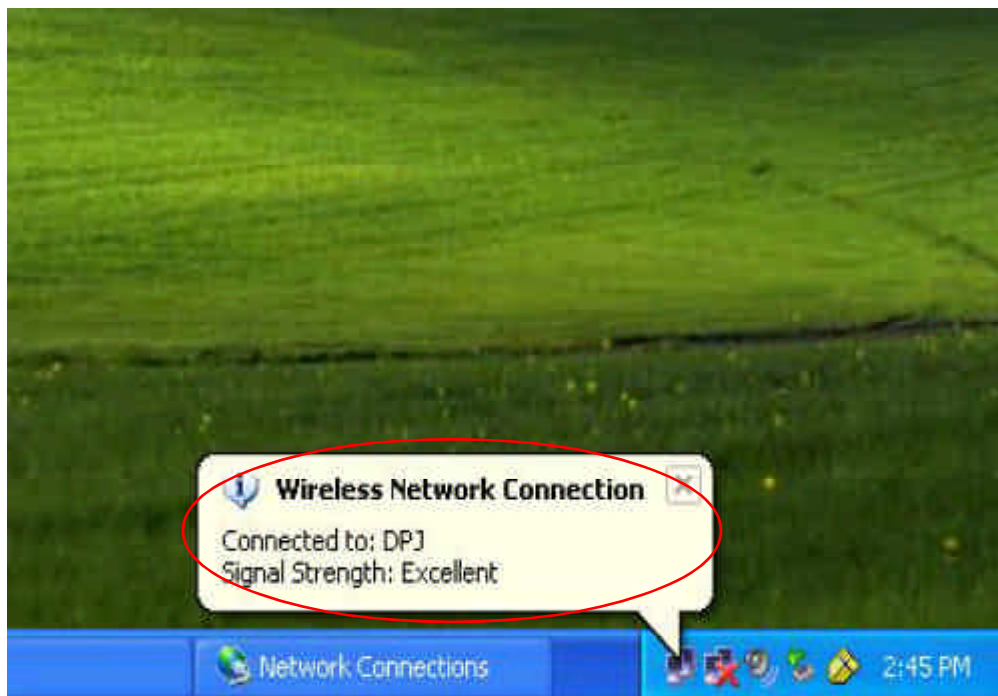 Wireless Network Connection
Connected to: DPJ
Signal Strength: Excellent
Network Connections
2:45 PM